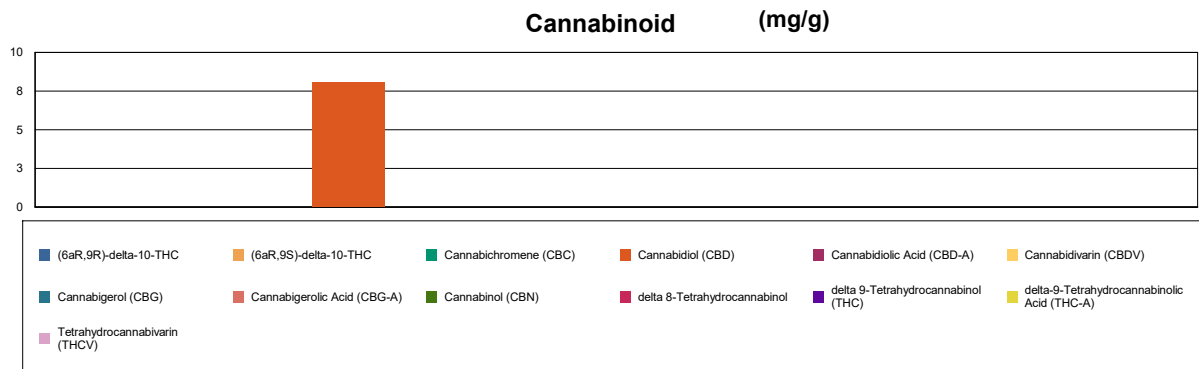 Cannabinoid (mg/g)
10
8
5
3
0
(6aR,9R)-delta-10-THC (6aR,9S)-delta-10-THC Cannabichromene (CBC) Cannabidiol (CBD) Cannabidiolic Acid (CBD-A) Cannabidivarin (CBDV)
Cannabigerol (CBG) Cannabigerolic Acid (CBG-A) Cannabinol (CBN) delta 8-Tetrahydrocannabinol delta 9-Tetrahydrocannabinol
(THC) delta-9-Tetrahydrocannabinolic
Acid (THC-A)
Tetrahydrocannabivarin
(THCV)